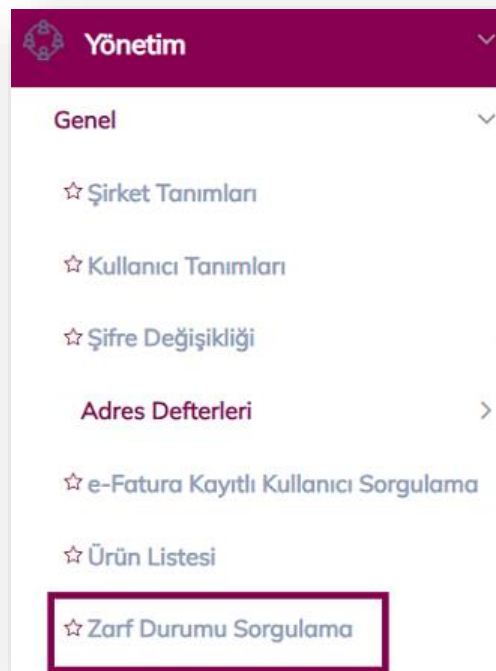 Yönetim
Genel
Şirket Tanımları
Kullanıcı Tanımları
Şifre Değişikliği
Adres Defterleri
e-Fatura Kayıtlı Kullanıcı Sorgulama
Ürün Listesi
Zarf Durumu Sorgulama